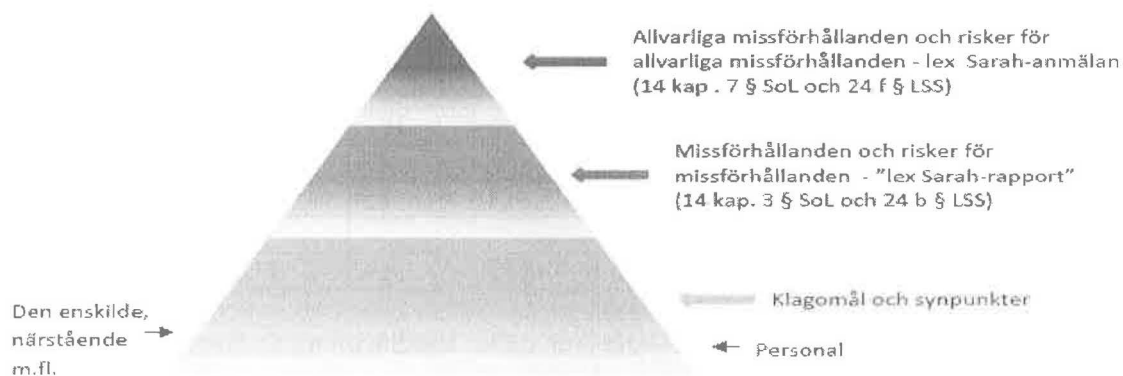 Allvarliga missförhållanden och risker för
allvarliga missförhållanden - lex Sarah-anmälan
(14 kap . 7 § SoL och 24 f § LSS)
Missförhållanden och risker för
missförhållanden - "lex Sarah-rapport"
(14 kap. 3 § SoL och 24 b § LSS)
Klagomål och synpunkter
Den enskilde,
närstående
m.fl.
Personal